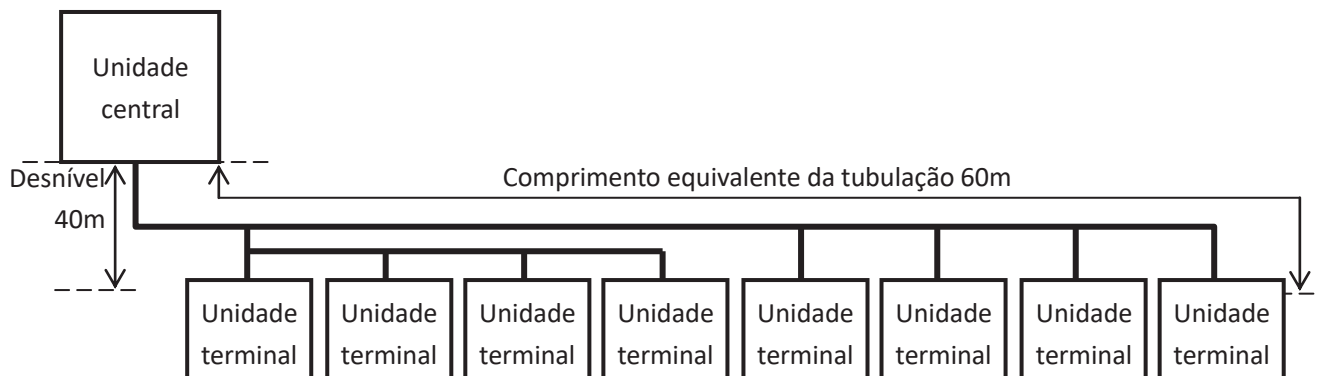 Unidade
central
Desnível
40m
Comprimento equivalente da tubulação 60m
Unidade
terminal
Unidade
terminal
Unidade
terminal
Unidade
terminal
Unidade
terminal
Unidade
terminal
Unidade
terminal
Unidade
terminal